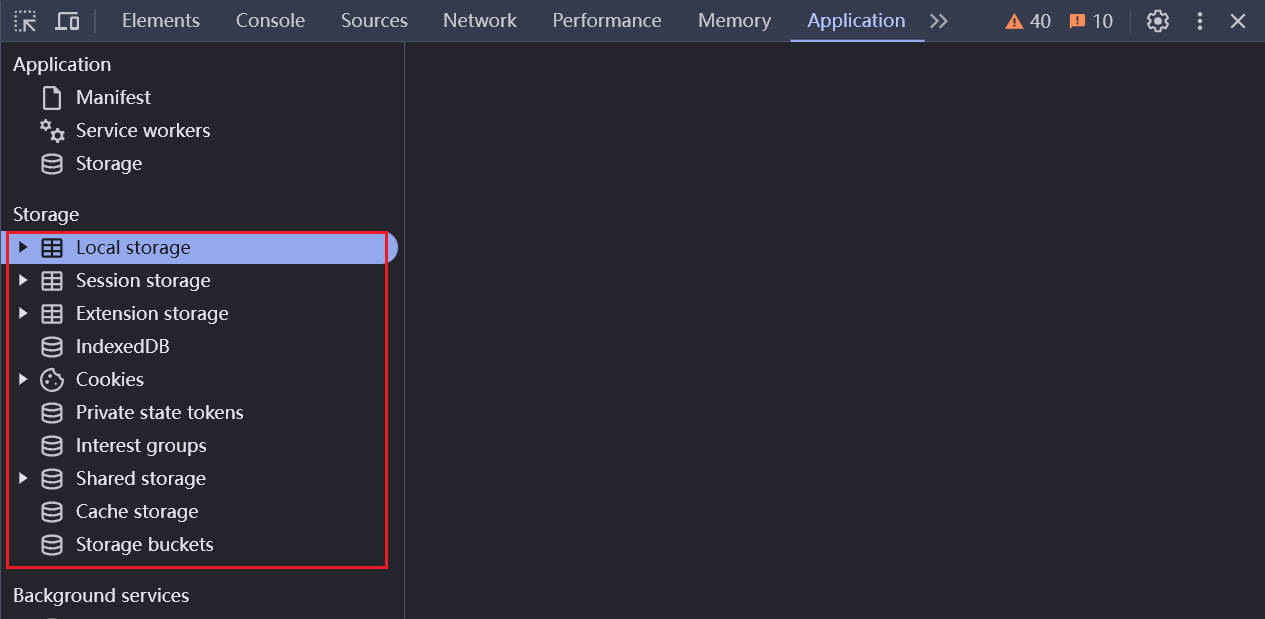 Elements Console Sources Network Performance Memory Application 40 10
Application
Manifest
Service workers
Storage
Storage
Local storage
Session storage
Extension storage
IndexedDB
Cookies
Private state tokens
Interest groups
Shared storage
Cache storage
Storage buckets
Background services